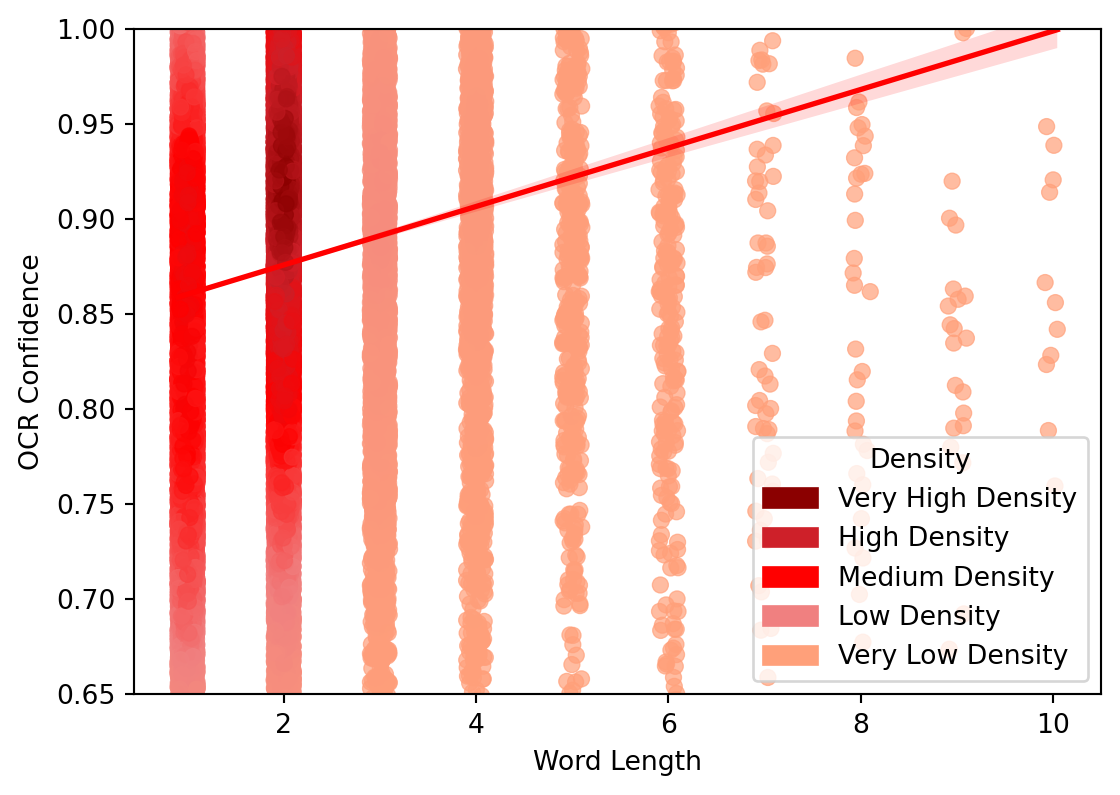 1.00
0.95
0.90
0.85
0.80
0.75
0.70
0.65
OCR Confidence
Density
Very High Density
High Density
Medium Density
Low Density
Very Low Density
2
4
6
8
10
Word Length